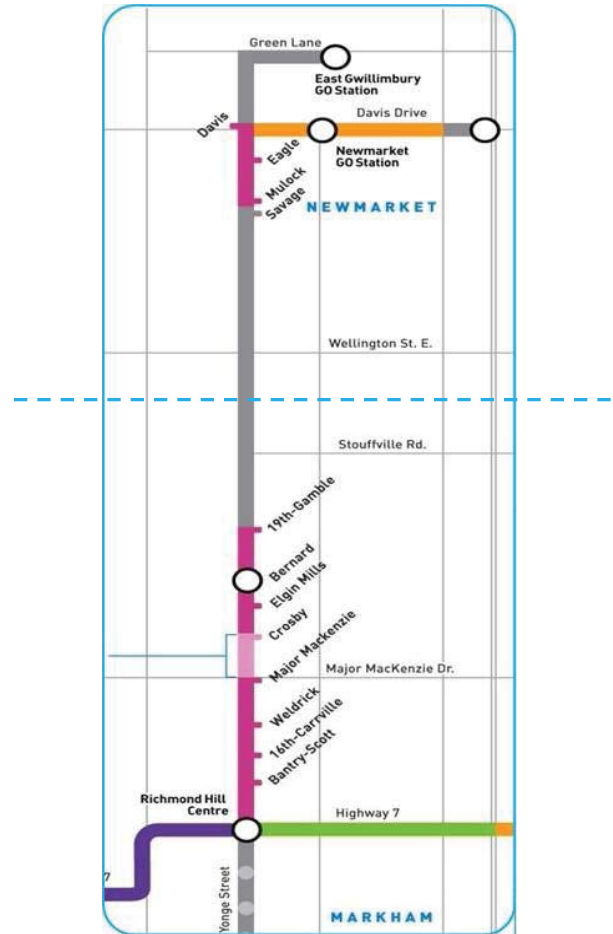 Green Lane
East Gwillimbury
GO Station
Davis Drive
Davis
Newmarket
GO Station
Eagle
Mulock
Savage
NEWMARKET
Wellington St. E.
Stouffville Rd.
19th-Gamble
Bernard
Elgin Mills
Crosby
Major Mackenzie
Major MacKenzie Dr.
Weldrick
16th-Carrville
Bantry-Scott
Richmond Hill
Centre
Highway 7
7
Yonge Street
MARKHAM